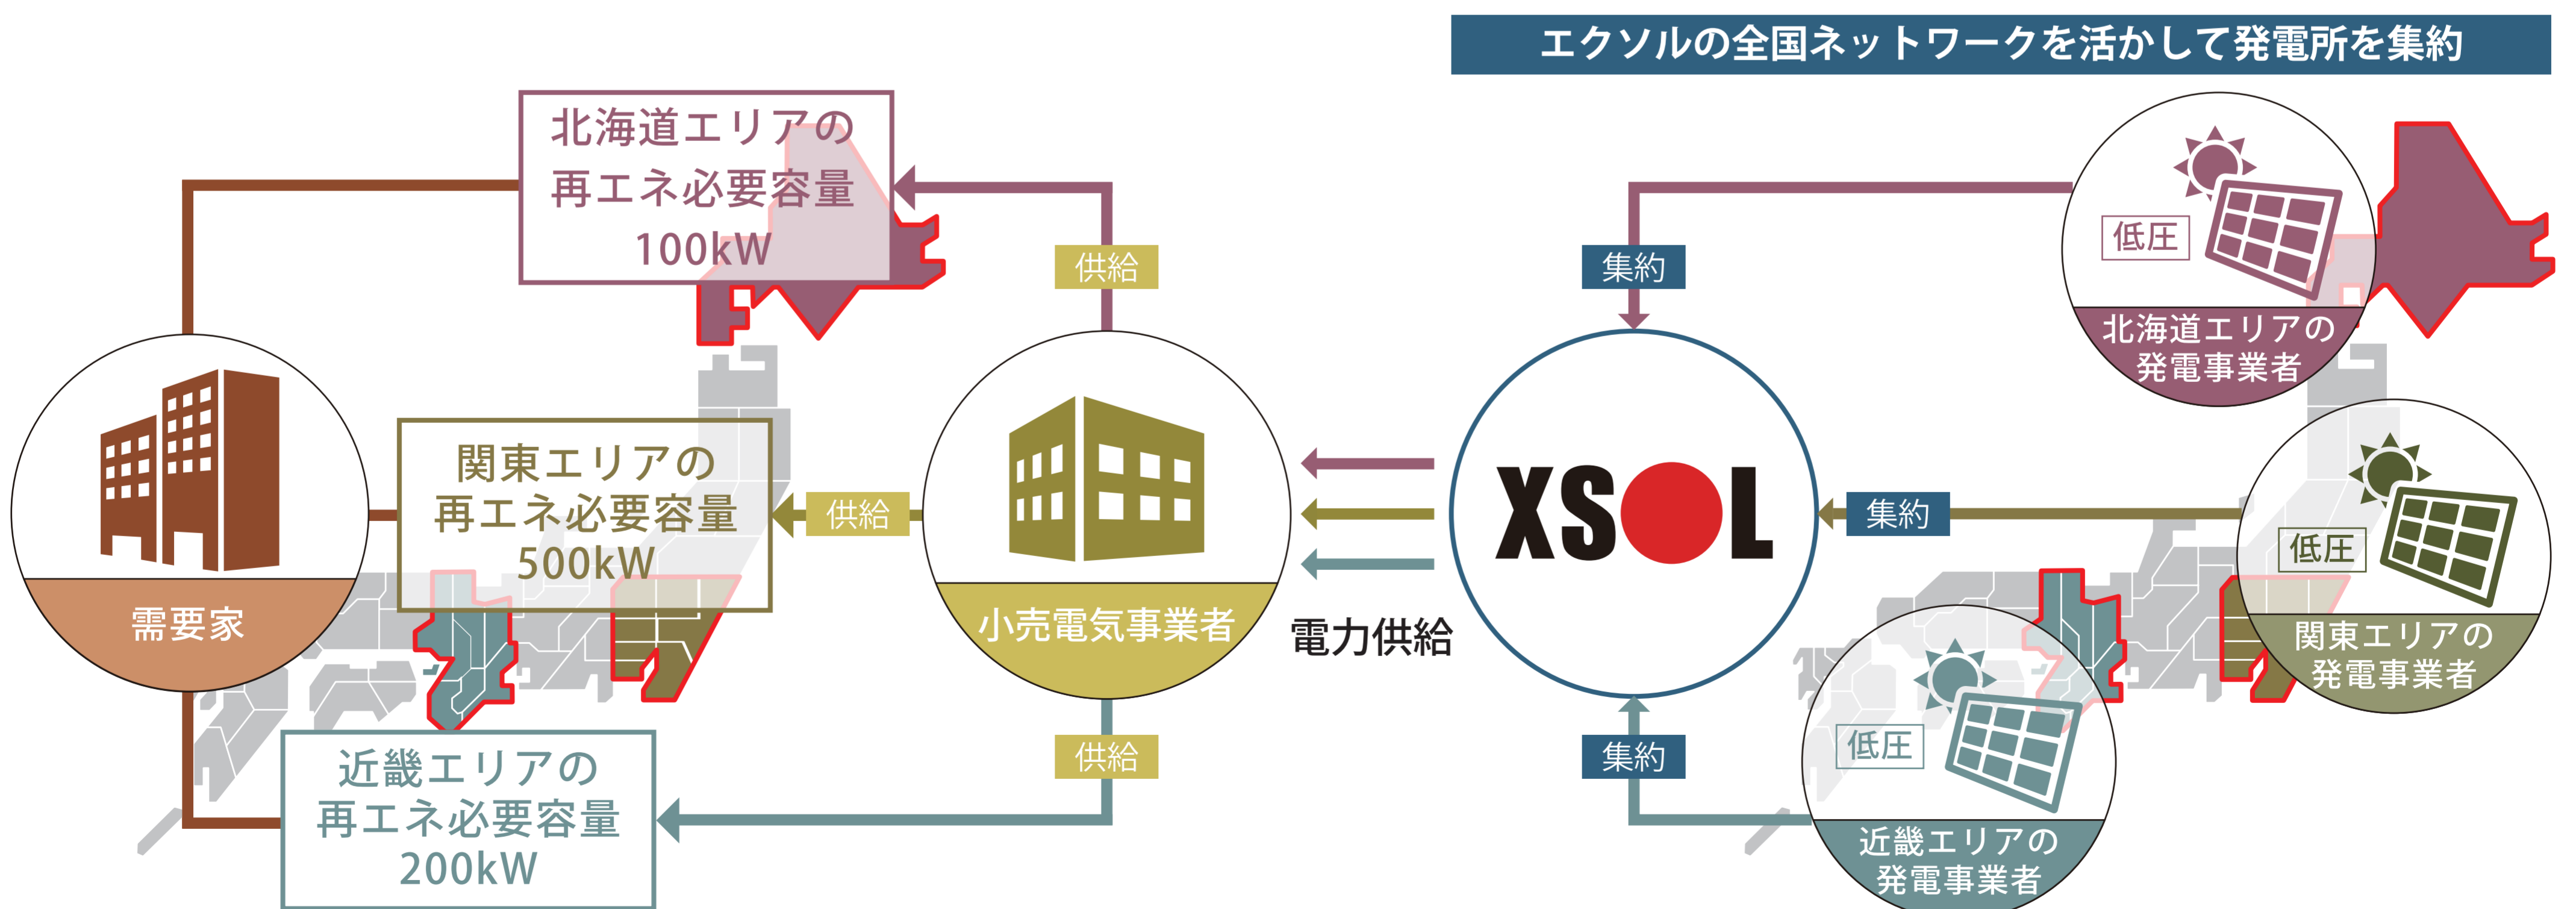 エクソルの全国ネットワークを活かして発電所を集約
北海道エリアの
再エネ必要容量
100kW
供給
集約
低圧
北海道エリアの
発電事業者
関東エリアの
再エネ必要容量
500kW
供給
需要家
小売電気事業者
電力供給
XSOL
集約
低圧
関東エリアの
発電事業者
近畿エリアの
再エネ必要容量
200kW
供給
集約
低圧
近畿エリアの
発電事業者